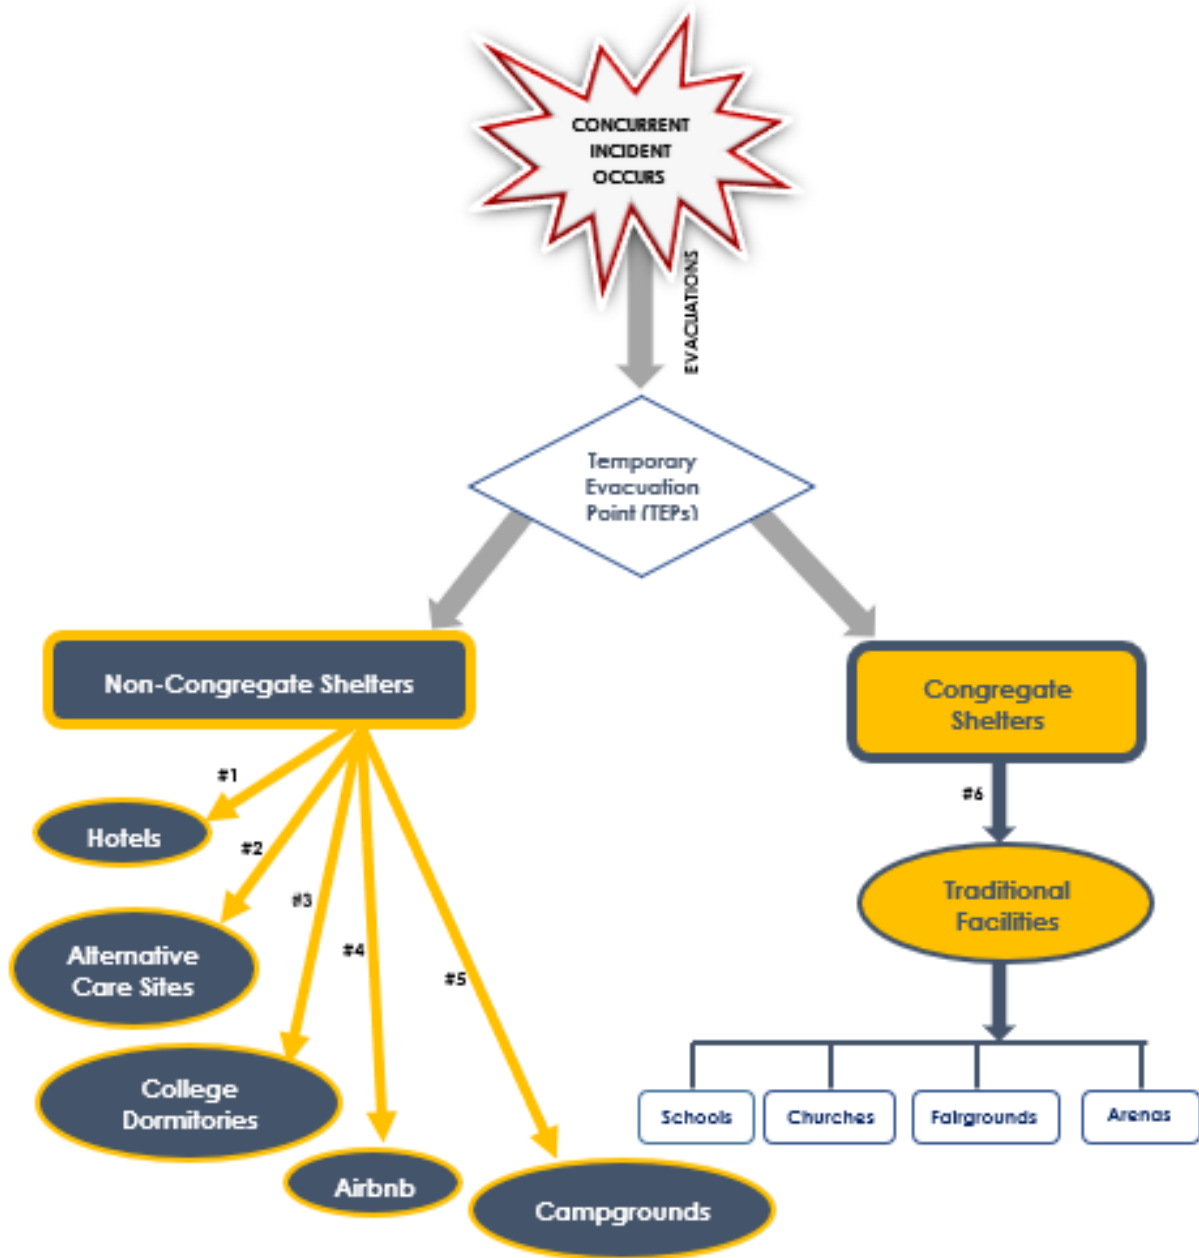 CONCURRENT
INCIDENT
OCCURS
EVACUATIONS
Temporary
Evacuation
Point (TEPs)
Non-Congregate Shelters
Congregate
Shelters
#1
#6
Hotels
#2
#3
Traditional
Facilities
#4
Alternative
Care Sites
#5
College
Dormitories
Schools
Churches
Fairgrounds
Arenas
Airbnb
Campgrounds